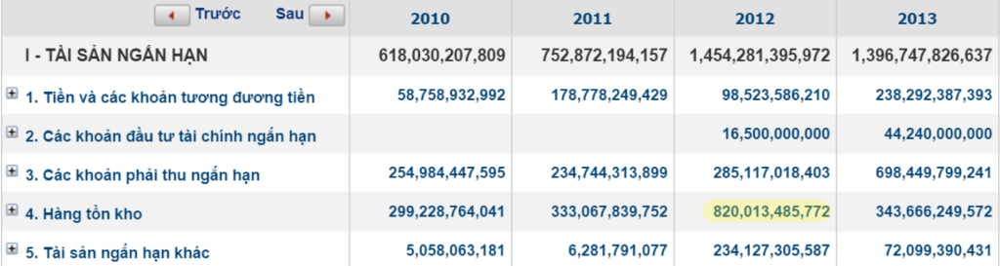 Trước Sau 2010 2011 2012 2013
I - TÀI SẢN NGẮN HẠN 618,030,207,809 752,872,194,157 1,454,281,395,972 1,396,747,826,637
1. Tiền và các khoản tương đương tiền 58,758,932,992 178,778,249,429 98,523,586,210 238,292,387,393
2. Các khoản đầu tư tài chính ngắn hạn 16,500,000,000 44,240,000,000
3. Các khoản phải thu ngắn hạn 254,984,447,595 234,744,313,899 285,117,018,403 698,449,799,241
4. Hàng tồn kho 299,228,764,041 333,067,839,752 820,013,485,772 343,666,249,572
5. Tài sản ngắn hạn khác 5,058,063,181 6,281,791,077 234,127,305,587 72,099,390,431